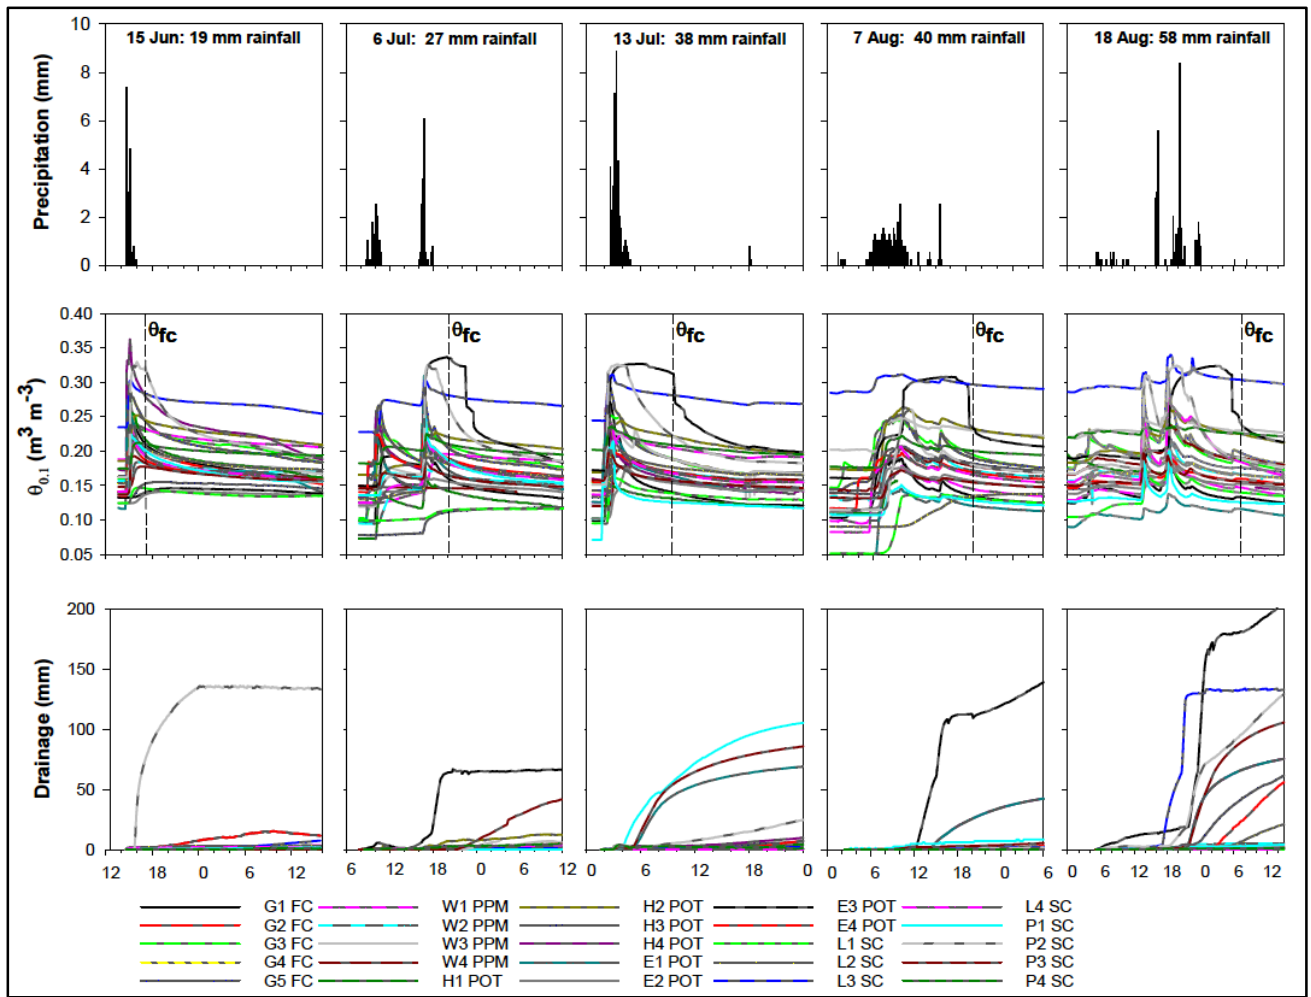 15 Jun: 19 mm rainfall
6 Jul: 27 mm rainfall
13 Jul: 38 mm rainfall
7 Aug: 40 mm rainfall
18 Aug: 58 mm rainfall
Precipitation (mm)
10
8
6
4
2
0
θfc
θfc
θfc
θfc
θfc
θ0.1 (m3 m-3)
0.40
0.35
0.30
0.25
0.20
0.15
0.10
0.05
Drainage (mm)
200
150
100
50
0
12 18 0 6 12
6 12 18 0 6 12
0 6 12 18 0
0 6 12 18 0 6
0 6 12 18 0 6 12
G1 FC W1 PPM H2 POT E3 POT L4 SC
G2 FC W2 PPM H3 POT E4 POT P1 SC
G3 FC W3 PPM H4 POT L1 SC P2 SC
G4 FC W4 PPM E1 POT L2 SC P3 SC
G5 FC H1 POT E2 POT L3 SC P4 SC